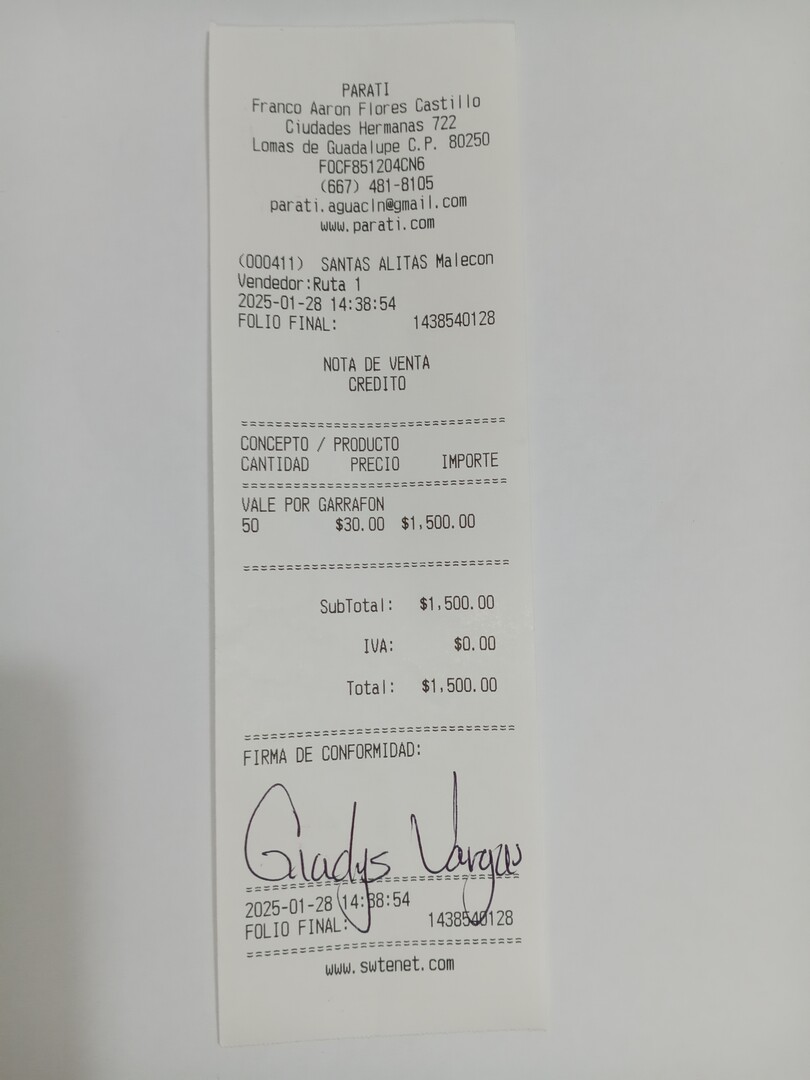 PARATI
Franco Aaron Flores Castillo
Ciudades Hermanas 722
Lomas de Guadalupe C.P. 80250
FOCF851204CN6
(667) 481-8105
parati.aguacln@gmail.com
www.parati.com
(000411) SANTAS ALITAS Malecon
Vendedor:Ruta 1
2025-01-28 14:38:54
FOLIO FINAL: 1438540128
NOTA DE VENTA
CREDITO
===============================
CONCEPTO / PRODUCTO
CANTIDAD PRECIO IMPORTE
===============================
VALE POR GARRAFON
50 $30.00 $1,500.00
===============================
SubTotal: $1,500.00
IVA: $0.00
Total: $1,500.00
===============================
FIRMA DE CONFORMIDAD:
Gladys Vargas
===============================
2025-01-28 14:38:54
FOLIO FINAL: 1438540128
===============================
www.swtenet.com